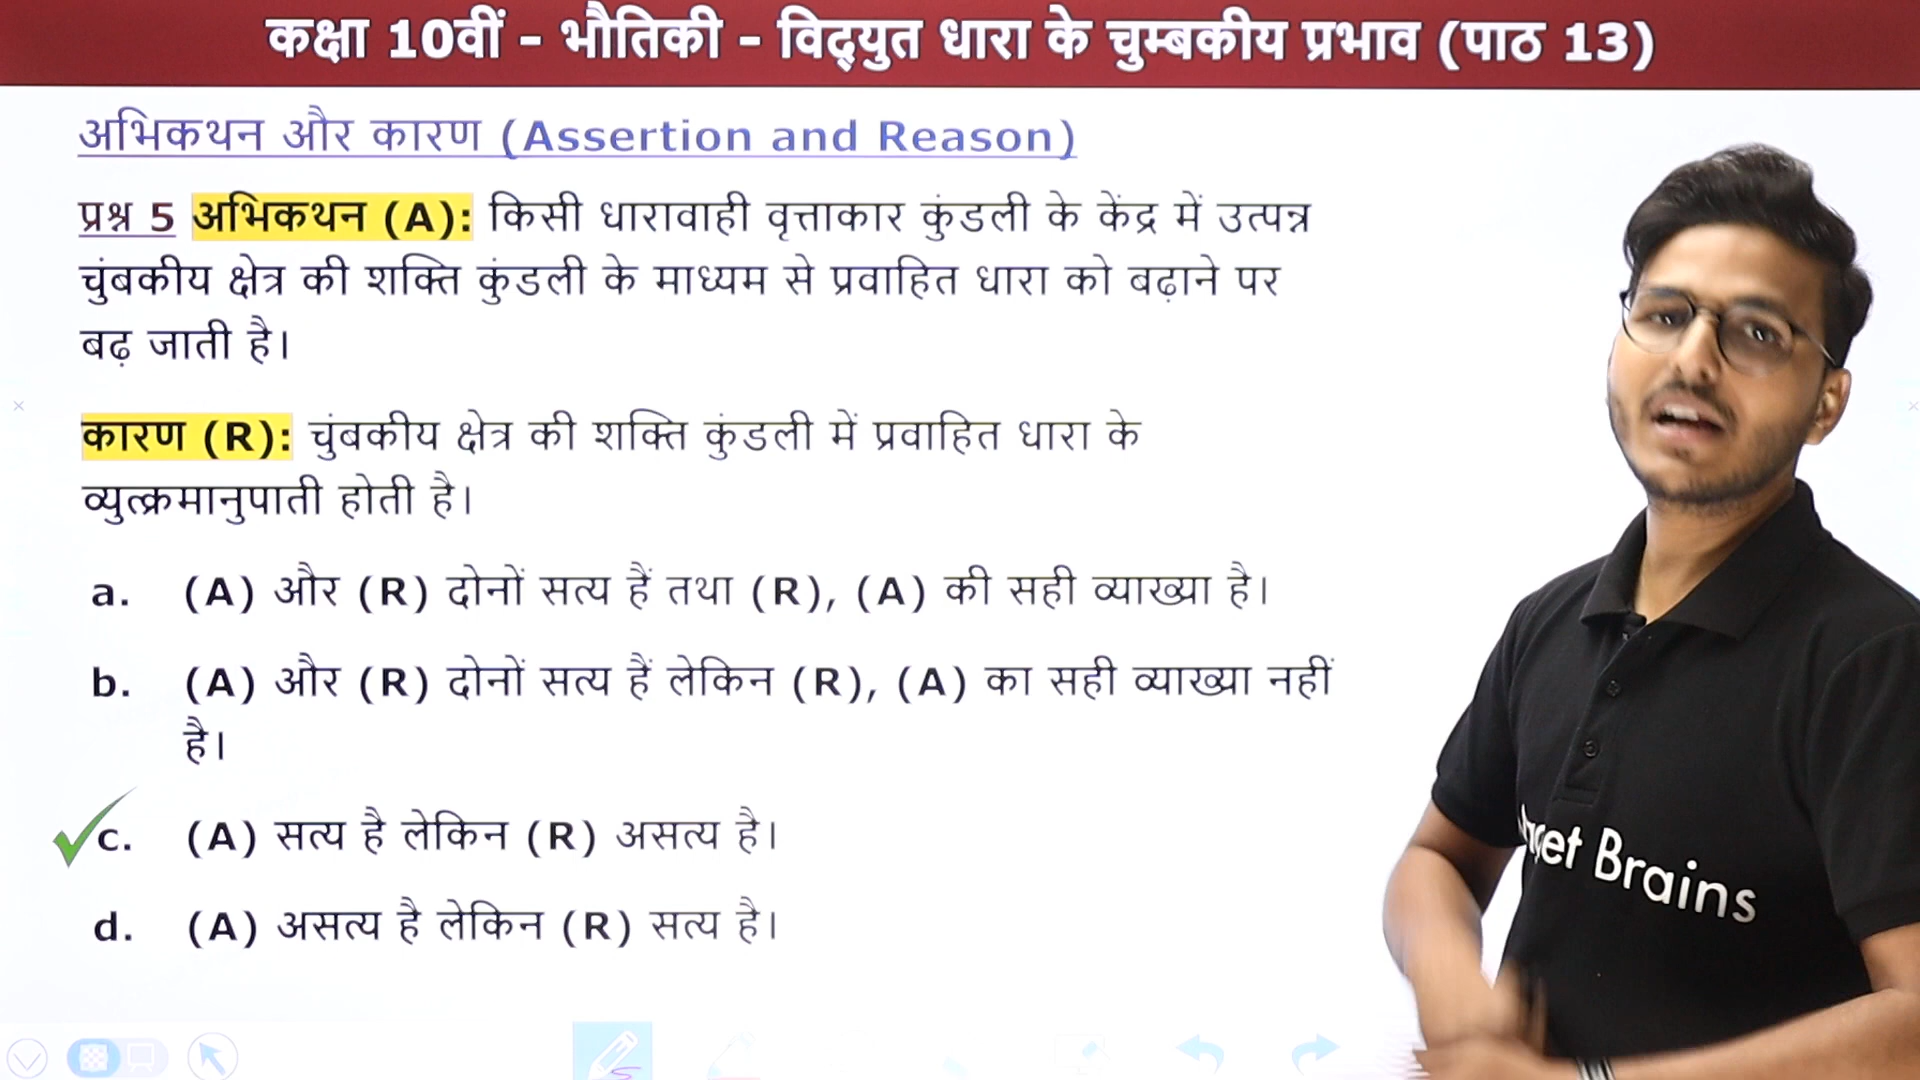 कक्षा 10वीं - भौतिकी - विद्युत धारा के चुम्बकीय प्रभाव (पाठ 13)
अभिकथन और कारण (Assertion and Reason)
प्रश्न 5 अभिकथन (A): किसी धारावाही वृत्ताकार कुंडली के केंद्र में उत्पन्न
चुंबकीय क्षेत्र की शक्ति कुंडली के माध्यम से प्रवाहित धारा को बढ़ाने पर
बढ़ जाती है।
कारण (R): चुंबकीय क्षेत्र की शक्ति कुंडली में प्रवाहित धारा के
व्युत्क्रमानुपाती होती है।
a. (A) और (R) दोनों सत्य हैं तथा (R), (A) की सही व्याख्या है।
b. (A) और (R) दोनों सत्य हैं लेकिन (R), (A) का सही व्याख्या नहीं
है।
c. (A) सत्य है लेकिन (R) असत्य है।
d. (A) असत्य है लेकिन (R) सत्य है।
Brains